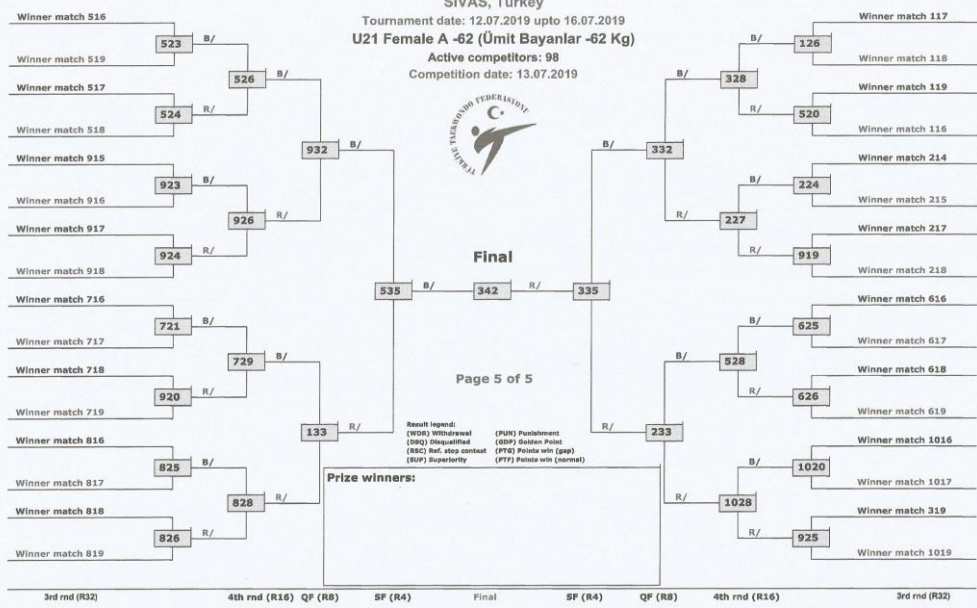 SIVAS, Turkey
Tournament date: 12.07.2019 upto 16.07.2019
U21 Female A -62 (Ümit Bayanlar -62 Kg)
Active competitors: 98
Competition date: 13.07.2019
TÜRKİYE TAEKWONDO FEDERASYONU
Winner match 516
523
B/
Winner match 519
526
B/
Winner match 517
524
R/
Winner match 518
932
B/
Winner match 915
923
B/
Winner match 916
926
R/
Winner match 917
924
R/
Winner match 918
535
B/
Winner match 716
721
B/
Winner match 717
729
B/
Winner match 718
920
R/
Winner match 719
133
R/
Winner match 816
825
B/
Winner match 817
828
R/
Winner match 818
826
R/
Winner match 819
Final
342
R/
335
Winner match 117
B/
126
Winner match 118
B/
328
Winner match 119
R/
520
Winner match 116
B/
332
Winner match 214
B/
224
Winner match 215
R/
227
Winner match 217
R/
919
Winner match 218
Winner match 616
B/
625
Winner match 617
B/
528
Winner match 618
R/
626
Winner match 619
R/
233
Winner match 1016
B/
1020
Winner match 1017
R/
1028
Winner match 319
R/
925
Winner match 1019
Page 5 of 5
Result legend:
(WDR) Withdrawal (PUN) Punishment
(DSQ) Disqualified (GDP) Golden Point
(RSC) Ref. stop contest (PTG) Points win (gap)
(SUP) Superiority (PTF) Points win (normal)
Prize winners:
3rd rnd (R32) 4th rnd (R16) QF (R8) SF (R4) Final SF (R4) QF (R8) 4th rnd (R16) 3rd rnd (R32)